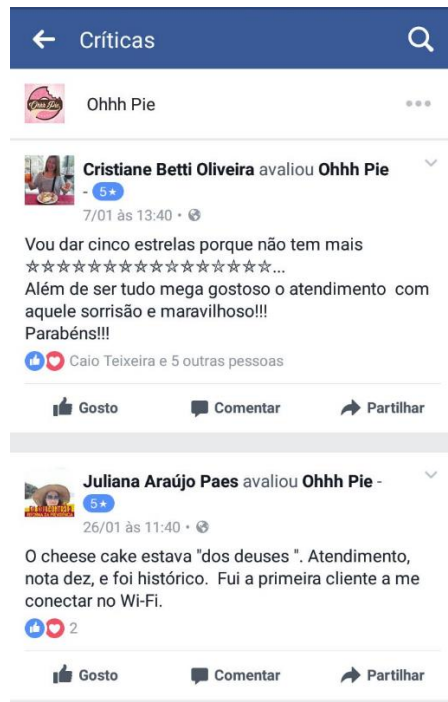 Críticas
Ohhh Pie
Ohhh Pie
Cristiane Betti Oliveira avaliou Ohhh Pie
- 5★
7/01 às 13:40 •
Vou dar cinco estrelas porque não tem mais
☆☆☆☆☆☆☆☆☆☆☆☆☆☆☆☆...
Além de ser tudo mega gostoso o atendimento com
aquele sorrisão e maravilhoso!!!
Parabéns!!!
Caio Teixeira e 5 outras pessoas
Gosto Comentar Partilhar
Juliana Araújo Paes avaliou Ohhh Pie -
5★
26/01 às 11:40 •
O cheese cake estava "dos deuses ". Atendimento,
nota dez, e foi histórico. Fui a primeira cliente a me
conectar no Wi-Fi.
2
Gosto Comentar Partilhar